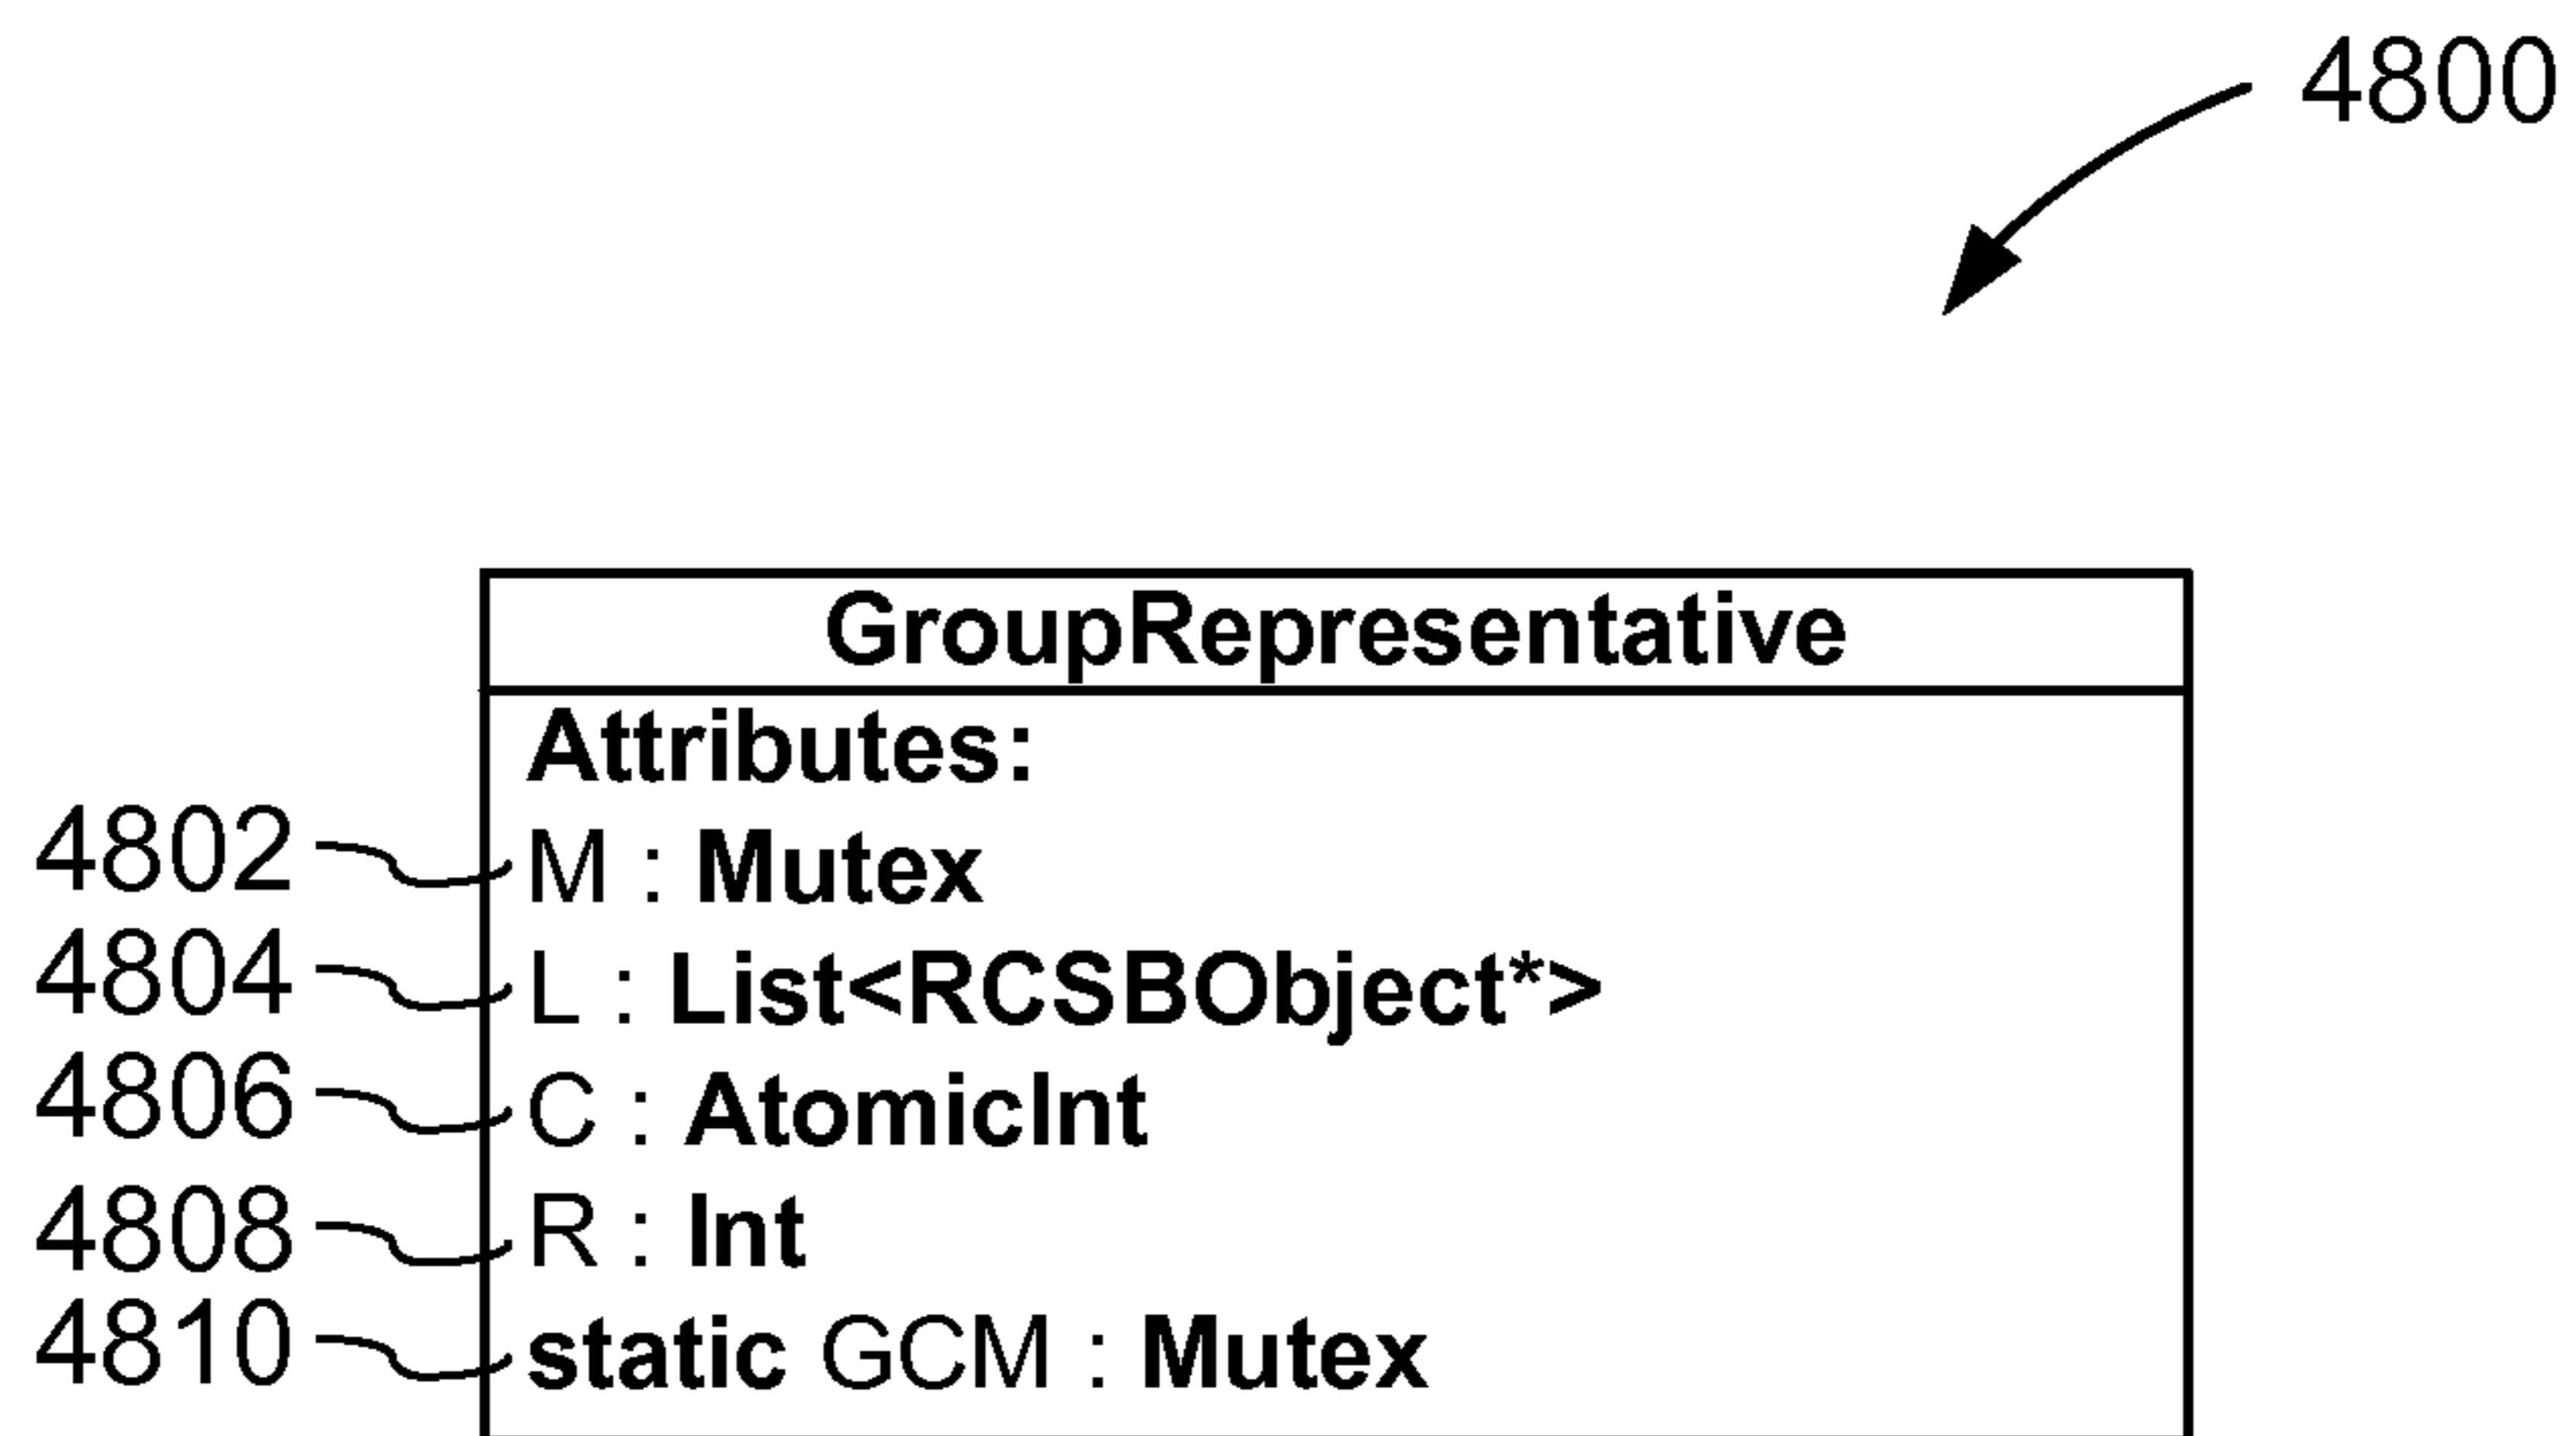 4800
GroupRepresentative
Attributes:
4802 M : Mutex
4804 L : List<RCSBObject*>
4806 C : AtomicInt
4808 R : Int
4810 static GCM : Mutex